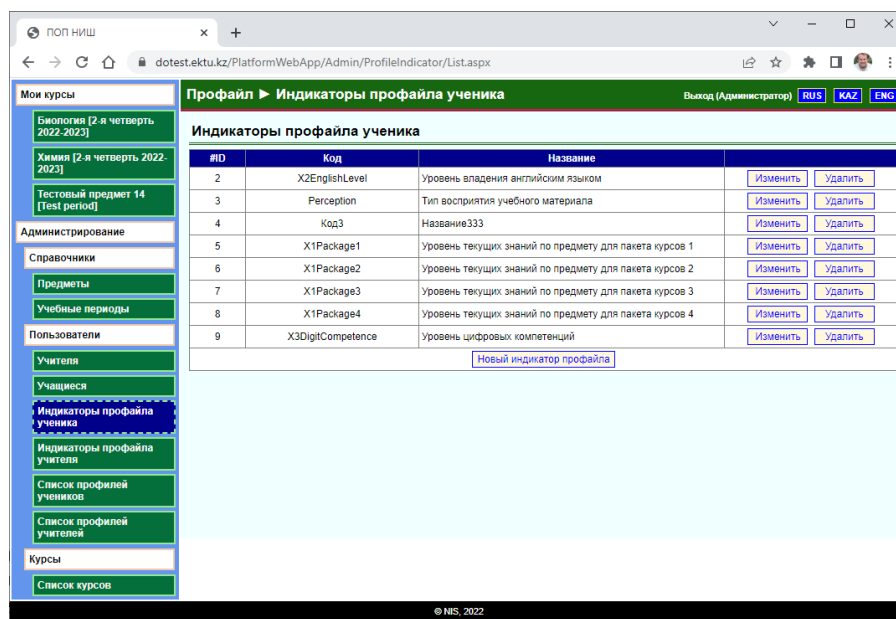 ПОП НИШ
dotest.ektu.kz/PlatformWebApp/Admin/ProfileIndicator/List.aspx
Мои курсы
Биология [2-я четверть
2022-2023]
Химия [2-я четверть 2022-
2023]
Тестовый предмет 14
[Test period]
Администрирование
Справочники
Предметы
Учебные периоды
Пользователи
Учителя
Учащиеся
Индикаторы профайла
ученика
Индикаторы профайла
учителя
Список профилей
учеников
Список профилей
учителей
Курсы
Список курсов
Профайл ► Индикаторы профайла ученика
Выход (Администратор) RUS KAZ ENG
Индикаторы профайла ученика
#ID Код Название
2 X2EnglishLevel Уровень владения английским языком Изменить Удалить
3 Perception Тип восприятия учебного материала Изменить Удалить
4 Код3 Название333 Изменить Удалить
5 X1Package1 Уровень текущих знаний по предмету для пакета курсов 1 Изменить Удалить
6 X1Package2 Уровень текущих знаний по предмету для пакета курсов 2 Изменить Удалить
7 X1Package3 Уровень текущих знаний по предмету для пакета курсов 3 Изменить Удалить
8 X1Package4 Уровень текущих знаний по предмету для пакета курсов 4 Изменить Удалить
9 X3DigitCompetence Уровень цифровых компетенций Изменить Удалить
Новый индикатор профайла
© NIS, 2022